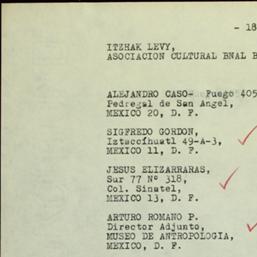 - 18
ITZHAK LEVY,
ASOCIACION CULTURAL BNAL B
ALEJANDRO CASO- Fuego 405
Pedregal de San Angel,
MEXICO 20, D. F.
SIGFREDO GORDON,
Iztaccíhuatl 49-A-3,
MEXICO 11, D. F.
JESUS ELIZARRARAS,
Sur 77 Nº 318,
Col. Sinatel,
MEXICO 13, D. F.
ARTURO ROMANO P.
Director Adjunto,
MUSEO DE ANTROPOLOGIA,
MEXICO, D. F.